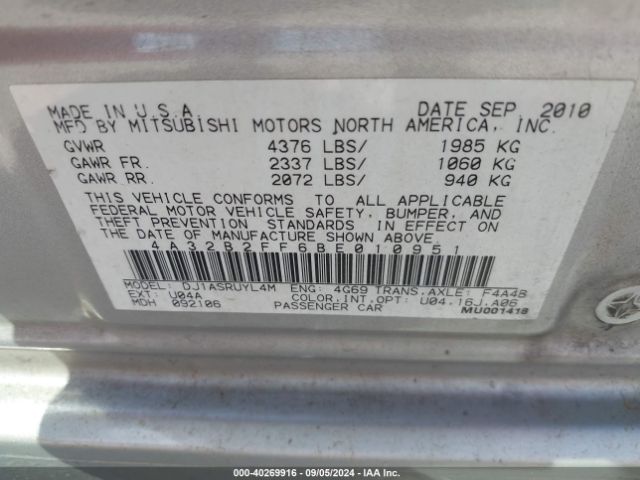 MADE IN U.S.A DATE SEP. 2010
MFD BY MITSUBISHI MOTORS NORTH AMERICA, INC.
GVWR 4376 LBS/ 1985 KG
GAWR FR. 2337 LBS/ 1060 KG
GAWR RR. 2072 LBS/ 940 KG
THIS VEHICLE CONFORMS TO ALL APPLICABLE
FEDERAL MOTOR VEHICLE SAFETY, BUMPER, AND
THEFT PREVENTION STANDARDS IN EFFECT ON
THE DATE OF MANUFACTURE SHOWN ABOVE.
4A32B2FF6BE010951
MODEL: DJ1ASRUYL4M ENG: 4G69 TRANS.AXLE: F4A4B
EXT: U04A COLOR.INT.OPT: U04.16J.A06
MDH 092106 PASSENGER CAR MU001418
000-40269916 - 09/05/2024 - IAA Inc.